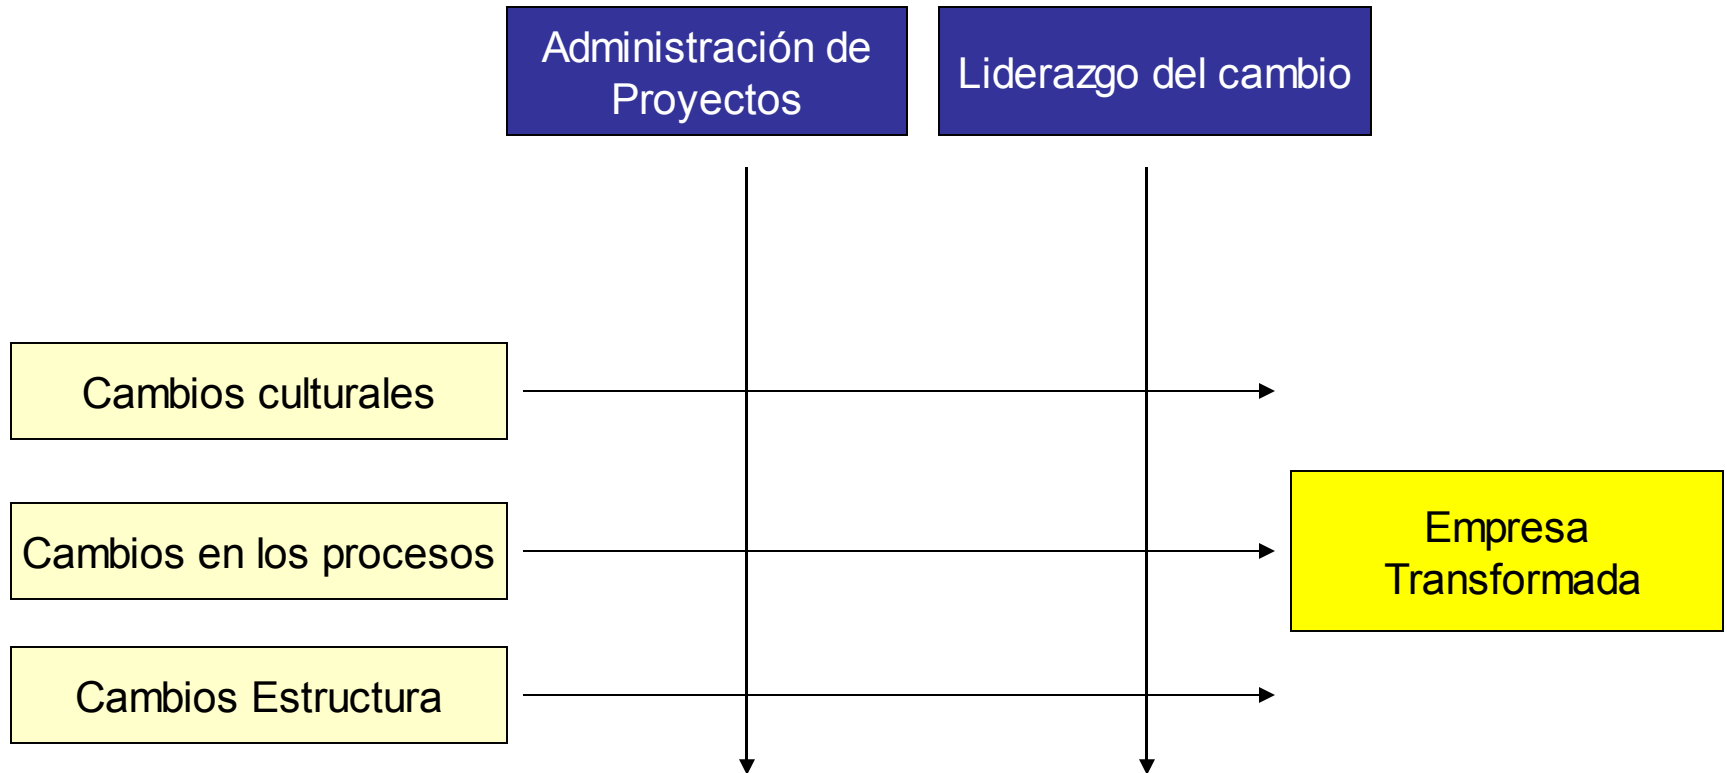 Administración de
Proyectos
Liderazgo del cambio
Cambios culturales
Cambios en los procesos
Empresa
Transformada
Cambios Estructura